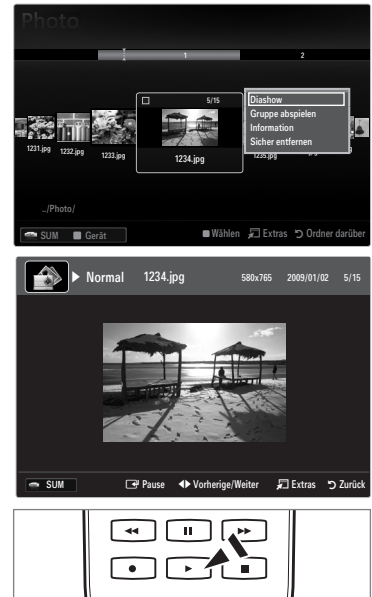 Photo
1 2
5/15
1231.jpg 1232.jpg 1233.jpg 1234.jpg 1235.jpg
Diashow
Gruppe abspielen
Information
Sicher entfernen
../Photo/
SUM Gerät Wählen Extras Ordner darüber
Normal 1234.jpg 580x765 2009/01/02 5/15
SUM Pause Vorherige/Weiter Extras Zurück